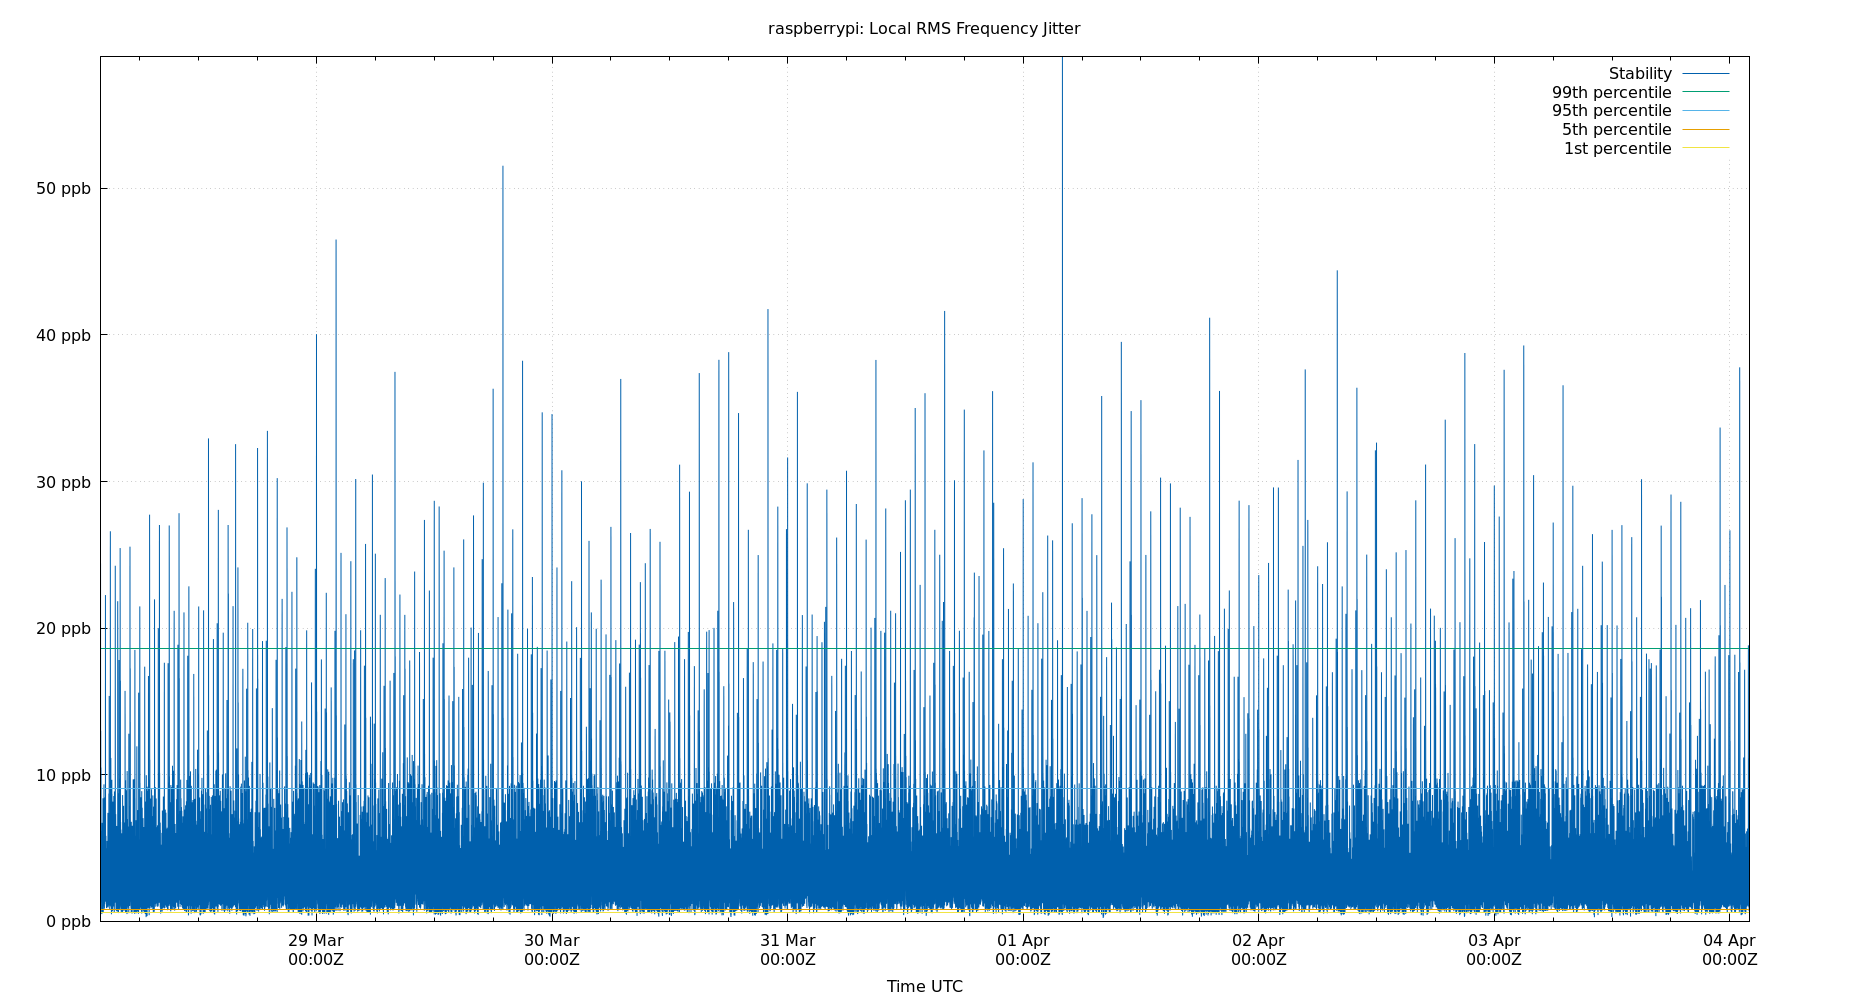 raspberrypi: Local RMS Frequency Jitter
Stability
99th percentile
95th percentile
5th percentile
1st percentile
50 ppb
40 ppb
30 ppb
20 ppb
10 ppb
0 ppb
29 Mar 30 Mar 31 Mar 01 Apr 02 Apr 03 Apr 04 Apr
00:00Z 00:00Z 00:00Z 00:00Z 00:00Z 00:00Z 00:00Z
Time UTC